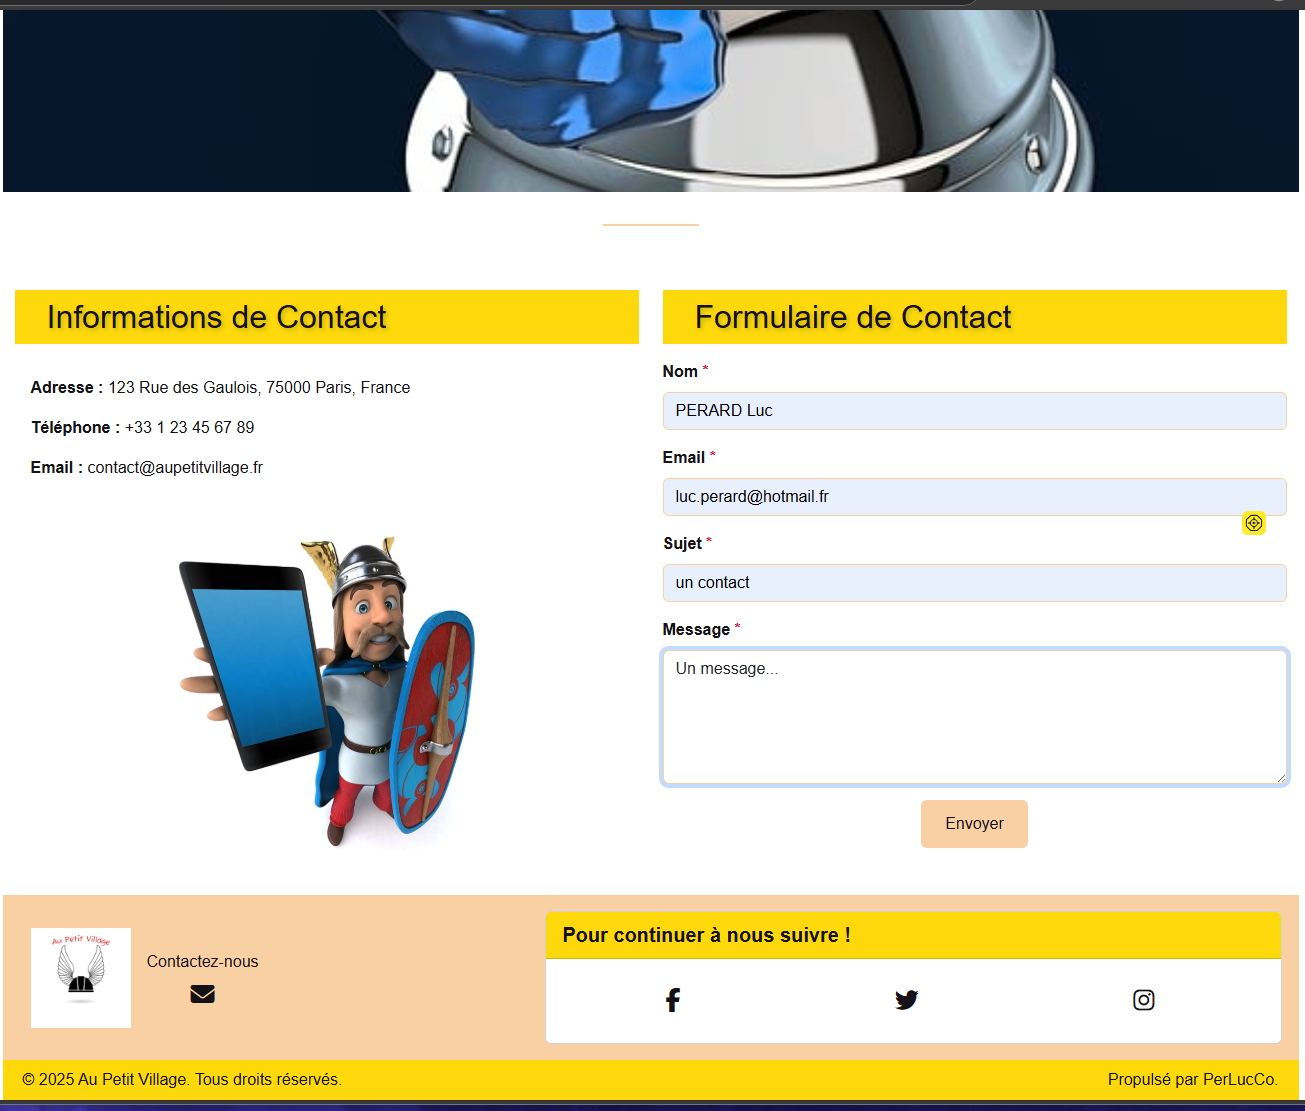 Informations de Contact
Adresse : 123 Rue des Gaulois, 75000 Paris, France
Téléphone : +33 1 23 45 67 89
Email : contact@aupetitvillage.fr
Formulaire de Contact
Nom *
PERARD Luc
Email *
luc.perard@hotmail.fr
Sujet *
un contact
Message *
Un message...
Envoyer
Au Petit Village
Contactez-nous
Pour continuer à nous suivre !
© 2025 Au Petit Village. Tous droits réservés.
Propulsé par PerLucCo.